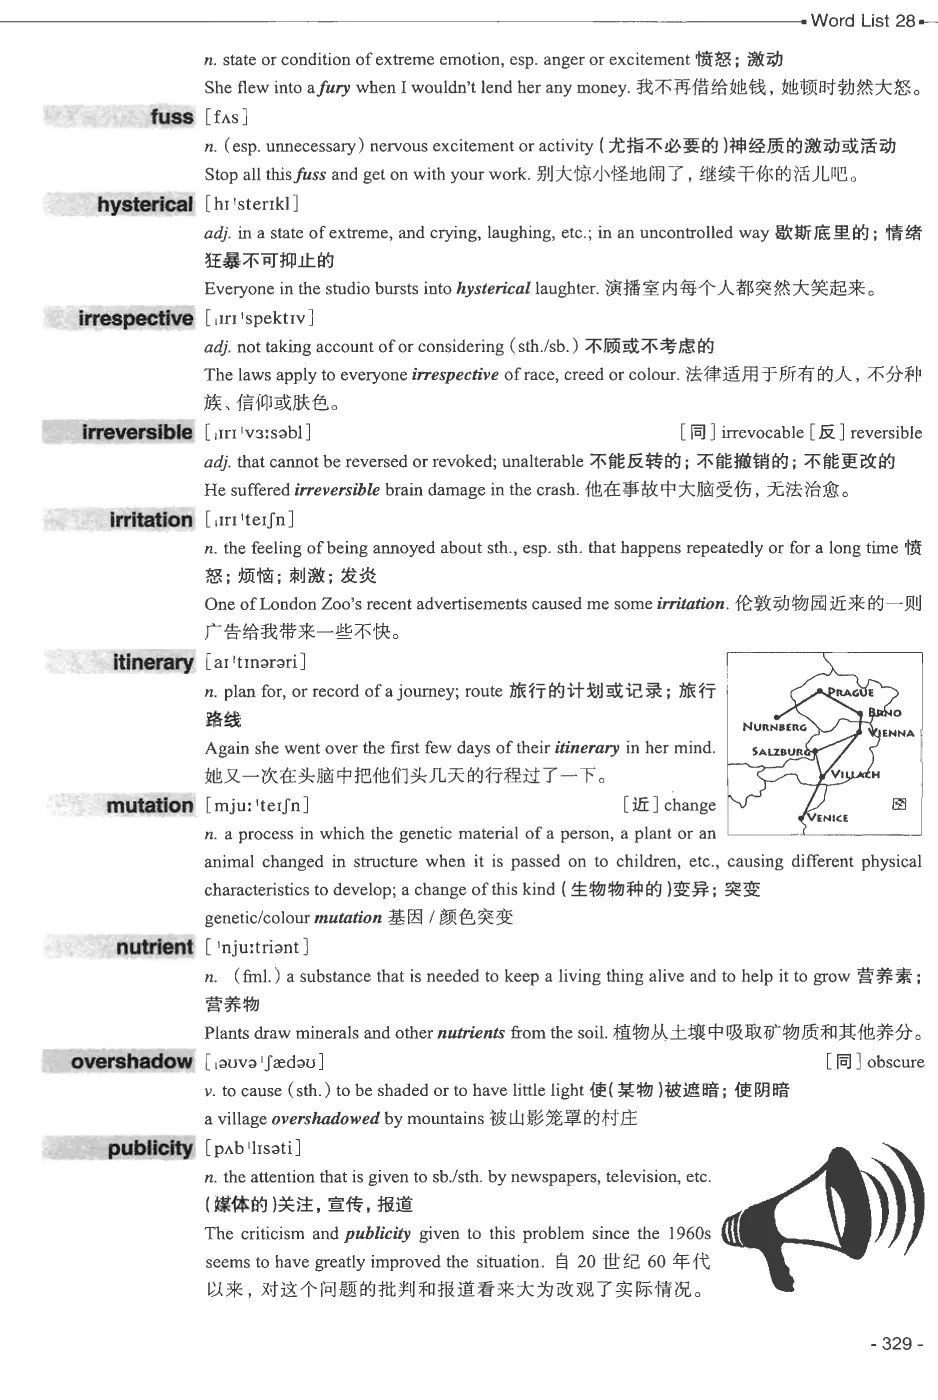 Word List 28
n. state or condition of extreme emotion, esp. anger or excitement 愤怒；激动
She flew into a fury when I wouldn't lend her any money. 我不再借给她钱，她顿时勃然大怒。
fuss [fʌs]
n. (esp. unnecessary) nervous excitement or activity (尤指不必要的)神经质的激动或活动
Stop all this fuss and get on with your work. 别大惊小怪地闹了，继续干你的活儿吧。
hysterical [hɪˈsterɪkl]
adj. in a state of extreme, and crying, laughing, etc.; in an uncontrolled way 歇斯底里的；情绪
狂暴不可抑止的
Everyone in the studio bursts into hysterical laughter. 演播室内每个人都突然大笑起来。
irrespective [ˌɪrɪˈspektɪv]
adj. not taking account of or considering (sth./sb.) 不顾或不考虑的
The laws apply to everyone irrespective of race, creed or colour. 法律适用于所有的人，不分种
族、信仰或肤色。
irreversible [ˌɪrɪˈvɜːsəbl] [同] irrevocable [反] reversible
adj. that cannot be reversed or revoked; unalterable 不能反转的；不能撤销的；不能更改的
He suffered irreversible brain damage in the crash. 他在事故中大脑受伤，无法治愈。
irritation [ˌɪrɪˈteɪʃn]
n. the feeling of being annoyed about sth., esp. sth. that happens repeatedly or for a long time 愤
怒；烦恼；刺激；发炎
One of London Zoo's recent advertisements caused me some irritation. 伦敦动物园近来的一则
广告给我带来一些不快。
itinerary [aɪˈtɪnərəri]
n. plan for, or record of a journey; route 旅行的计划或记录；旅行
路线
Again she went over the first few days of their itinerary in her mind.
她又一次在头脑中把他们头几天的行程过了一下。
PRAGUE
BRNO
NURNBERG
VIENNA
SALZBURG
VILLACH
VENICE
mutation [mjuːˈteɪʃn] [近] change
n. a process in which the genetic material of a person, a plant or an
animal changed in structure when it is passed on to children, etc., causing different physical
characteristics to develop; a change of this kind (生物物种的)变异；突变
genetic/colour mutation 基因 / 颜色突变
nutrient [ˈnjuːtriənt]
n. (fml.) a substance that is needed to keep a living thing alive and to help it to grow 营养素；
营养物
Plants draw minerals and other nutrients from the soil. 植物从土壤中吸取矿物质和其他养分。
overshadow [ˌəʊvəˈʃædəʊ] [同] obscure
v. to cause (sth.) to be shaded or to have little light 使(某物)被遮暗；使阴暗
a village overshadowed by mountains 被山影笼罩的村庄
publicity [pʌbˈlɪsəti]
n. the attention that is given to sb./sth. by newspapers, television, etc.
(媒体的)关注，宣传，报道
The criticism and publicity given to this problem since the 1960s
seems to have greatly improved the situation. 自 20 世纪 60 年代
以来，对这个问题的批判和报道看来大为改观了实际情况。
- 329 -